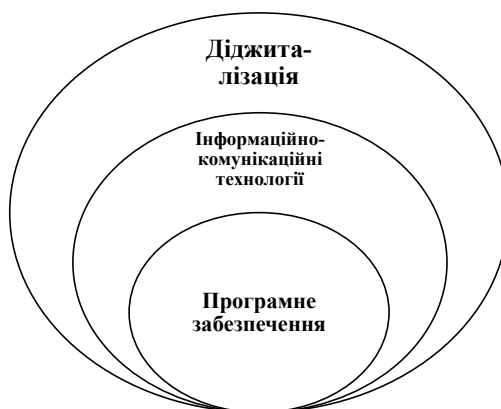 Діджита-
лізація
Інформаційно-
комунікаційні
технології
Програмне
забезпечення